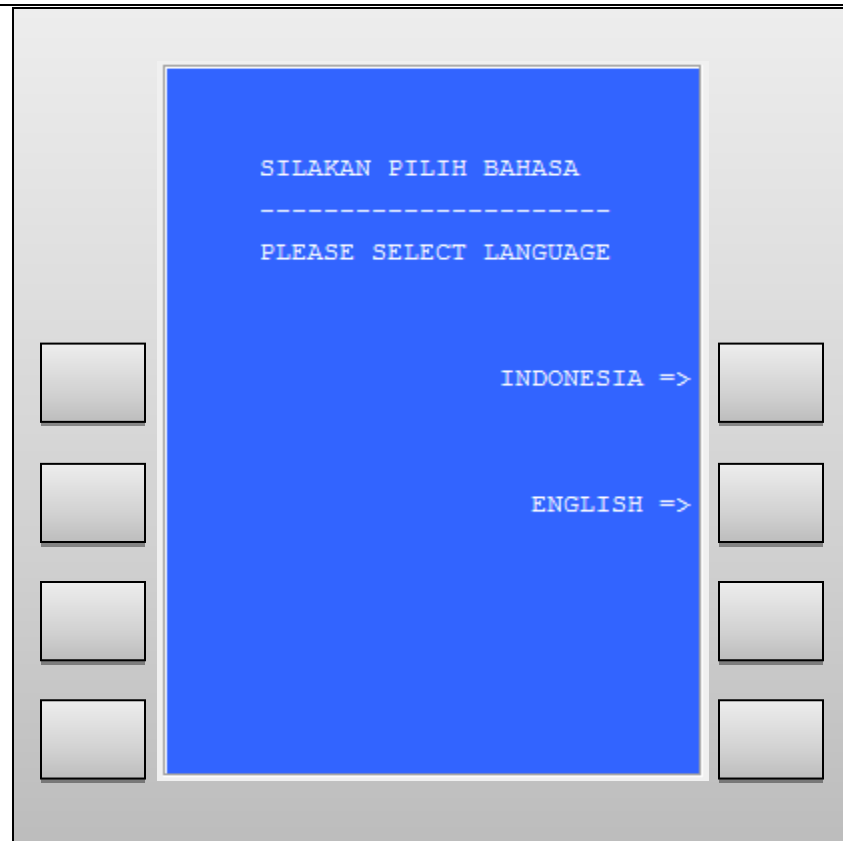 SILAKAN PILIH BAHASA
----------------------
PLEASE SELECT LANGUAGE
INDONESIA =>
ENGLISH =>